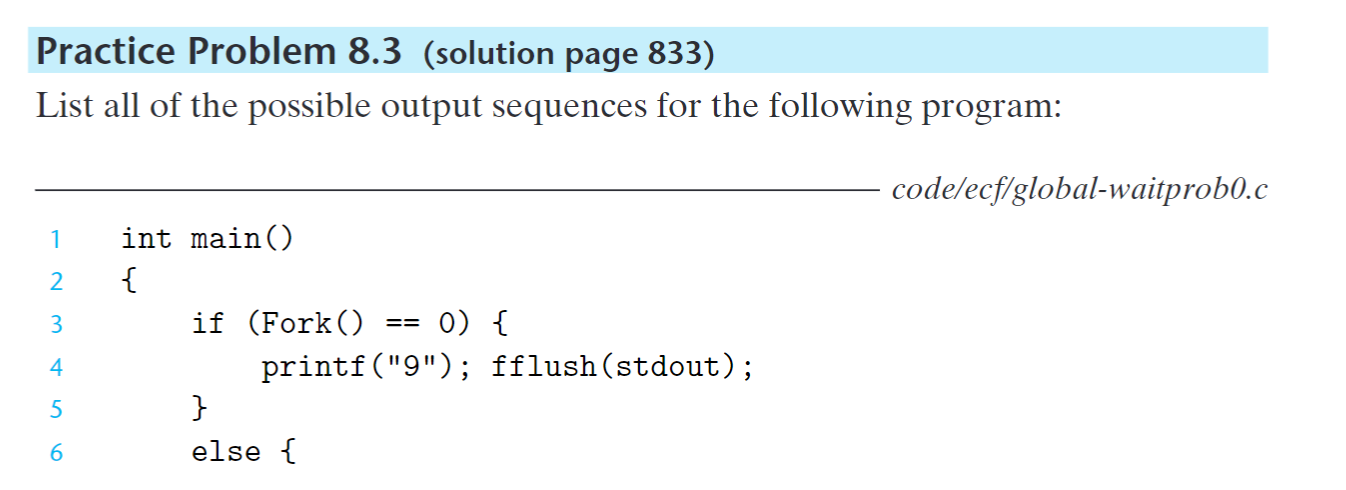 Practice Problem 8.3 (solution page 833)
List all of the possible output sequences for the following program:
code/ecf/global-waitprob0.c
1 int main()
2 {
3 if (Fork() == 0) {
4 printf("9"); fflush(stdout);
5 }
6 else {